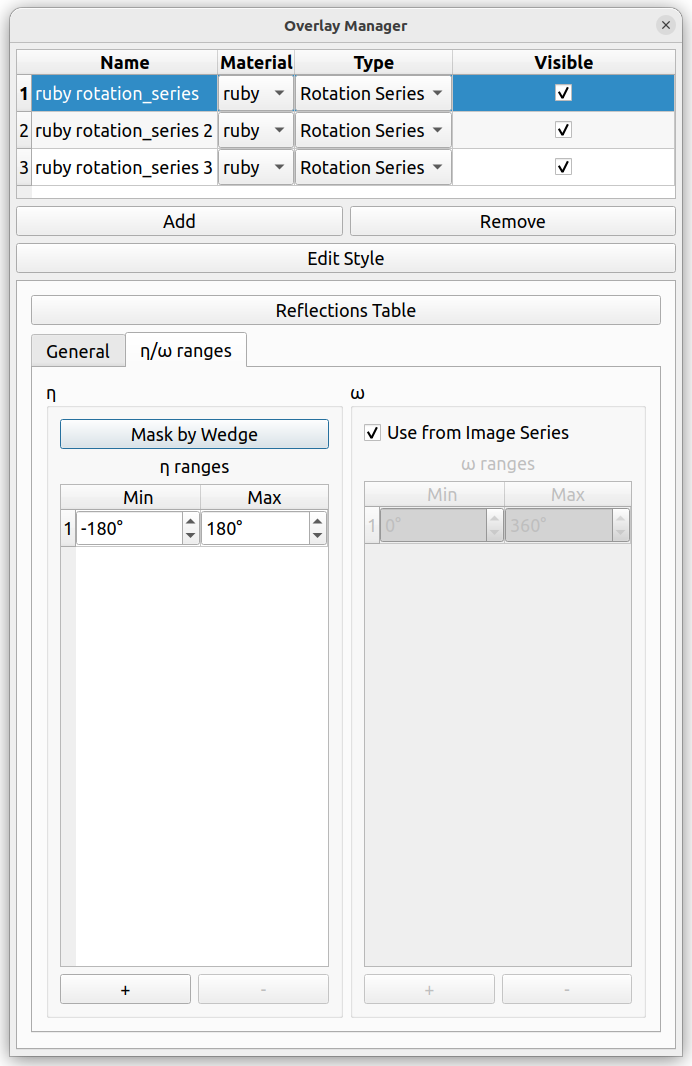 Overlay Manager
Name Material Type Visible
1 ruby rotation_series ruby Rotation Series
2 ruby rotation_series 2 ruby Rotation Series
3 ruby rotation_series 3 ruby Rotation Series
Add Remove
Edit Style
Reflections Table
General η/ω ranges
η ω
Mask by Wedge Use from Image Series
η ranges ω ranges
Min Max Min Max
1 -180° 180° 1 0° 360°
+ - + -